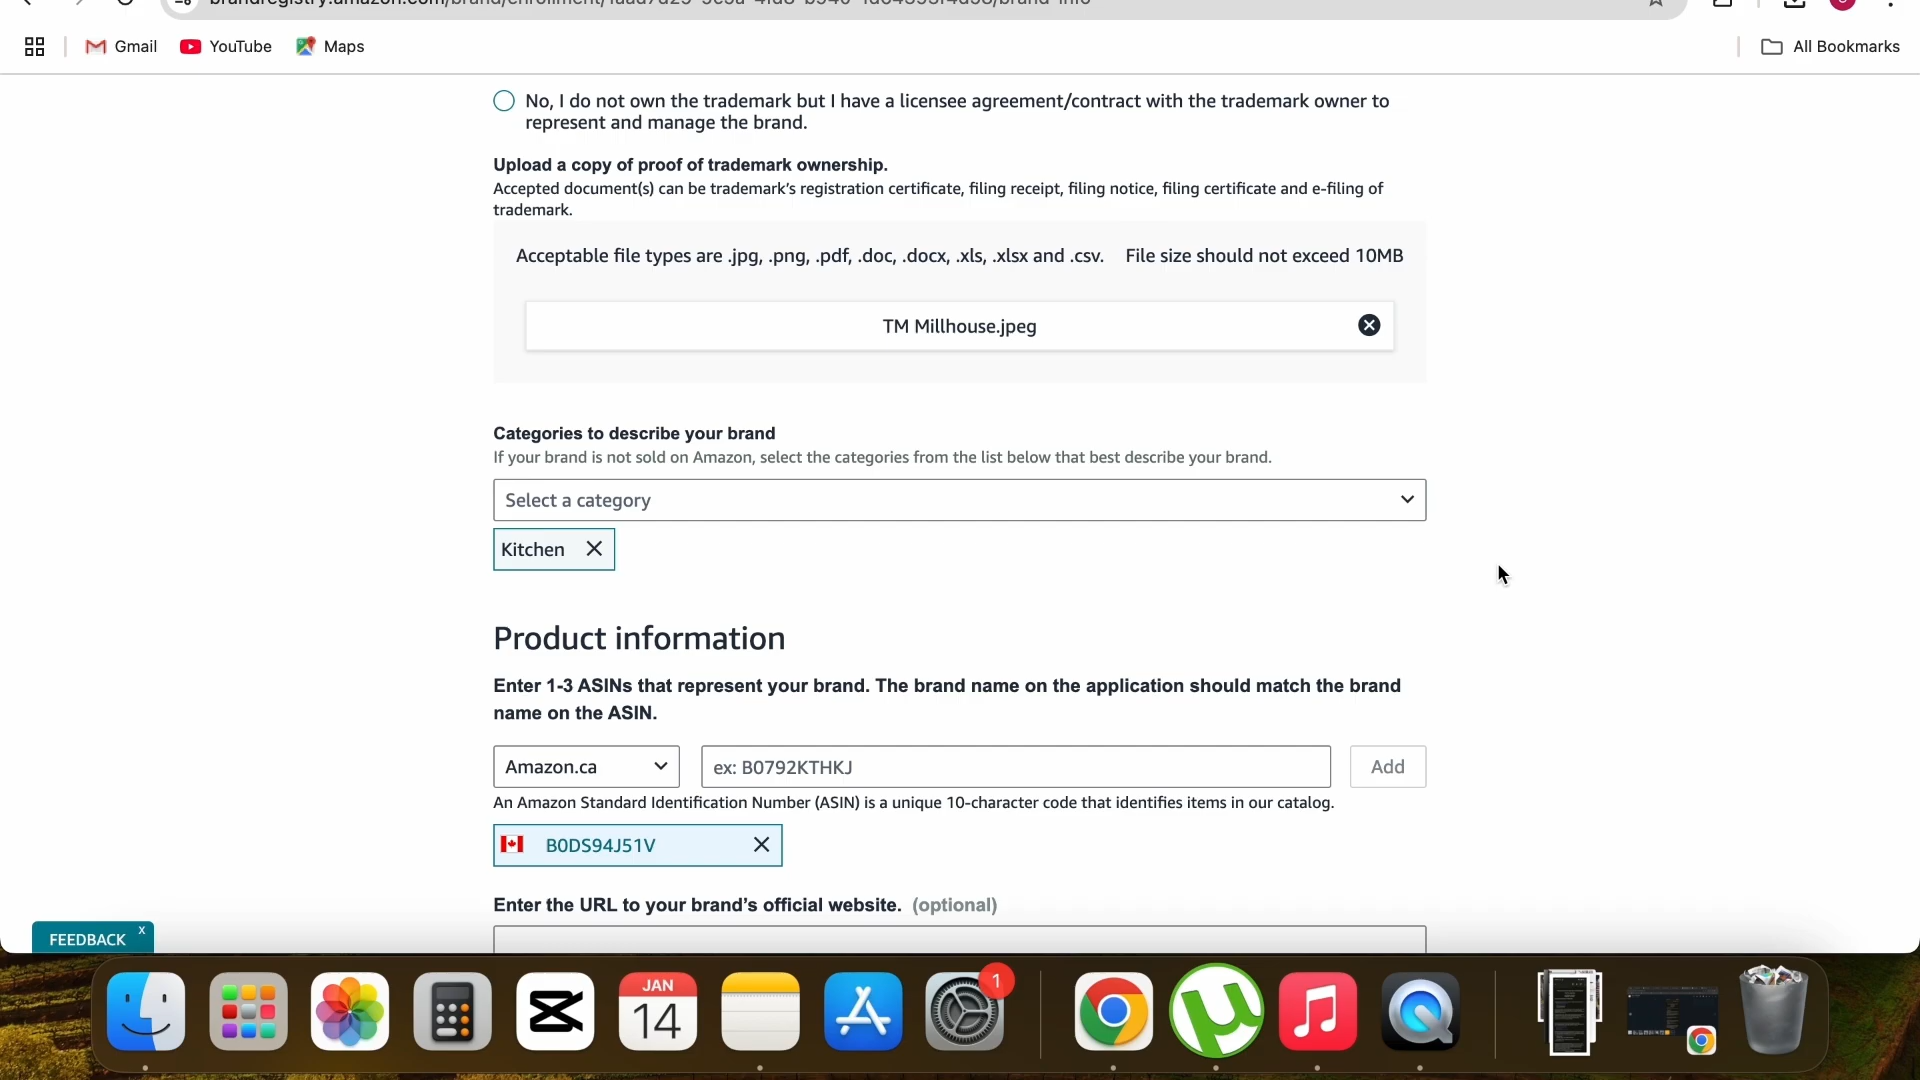 Gmail
YouTube
Maps
All Bookmarks
No, I do not own the trademark but I have a licensee agreement/contract with the trademark owner to
represent and manage the brand.
Upload a copy of proof of trademark ownership.
Accepted document(s) can be trademark's registration certificate, filing receipt, filing notice, filing certificate and e-filing of
trademark.
Acceptable file types are .jpg, .png, .pdf, .doc, .docx, .xls, .xlsx and .csv. File size should not exceed 10MB
TM Millhouse.jpeg
Categories to describe your brand
If your brand is not sold on Amazon, select the categories from the list below that best describe your brand.
Select a category
Kitchen
Product information
Enter 1-3 ASINs that represent your brand. The brand name on the application should match the brand
name on the ASIN.
Amazon.ca
ex: B0792KTHKJ
Add
An Amazon Standard Identification Number (ASIN) is a unique 10-character code that identifies items in our catalog.
B0DS94J51V
Enter the URL to your brand's official website. (optional)
FEEDBACK
x
JAN
14
1